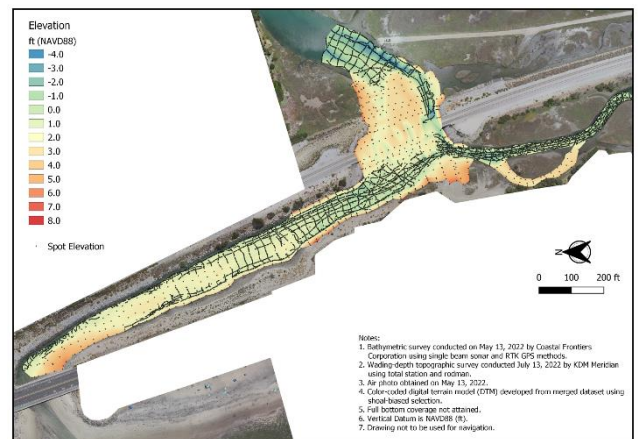 Elevation
ft (NAVD88)
-4.0
-3.0
-2.0
-1.0
0.0
1.0
2.0
3.0
4.0
5.0
6.0
7.0
8.0
Spot Elevation
N
0 100 200 ft
Notes:
1. Bathymetric survey conducted on May 13, 2022 by Coastal Frontiers
Corporation using single beam sonar and RTK GPS methods.
2. Wading-depth topographic survey conducted July 13, 2022 by KDM Meridian
using total station and rodman.
3. Air photo obtained on May 13, 2022.
4. Color-coded digital terrain model (DTM) developed from merged dataset using
shoal-biased selection.
5. Full bottom coverage not attained.
6. Vertical Datum is NAVD88 (ft).
7. Drawing not to be used for navigation.